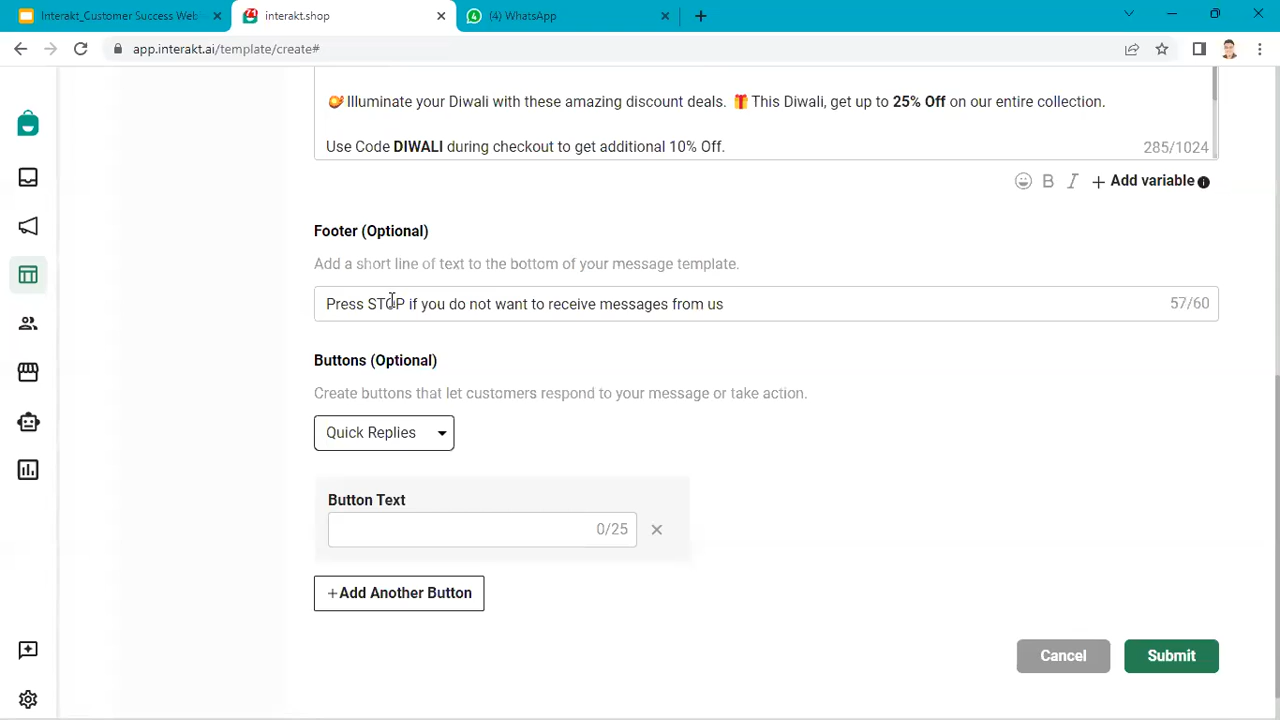 Interakt_Customer Success Web
interakt.shop
(4) WhatsApp
app.interakt.ai/template/create#
🪔 Illuminate your Diwali with these amazing discount deals. 🎁 This Diwali, get up to 25% Off on our entire collection.
Use Code DIWALI during checkout to get additional 10% Off.
285/1024
B I + Add variable
Footer (Optional)
Add a short line of text to the bottom of your message template.
Press STOP if you do not want to receive messages from us
57/60
Buttons (Optional)
Create buttons that let customers respond to your message or take action.
Quick Replies
Button Text
0/25
+Add Another Button
Cancel
Submit